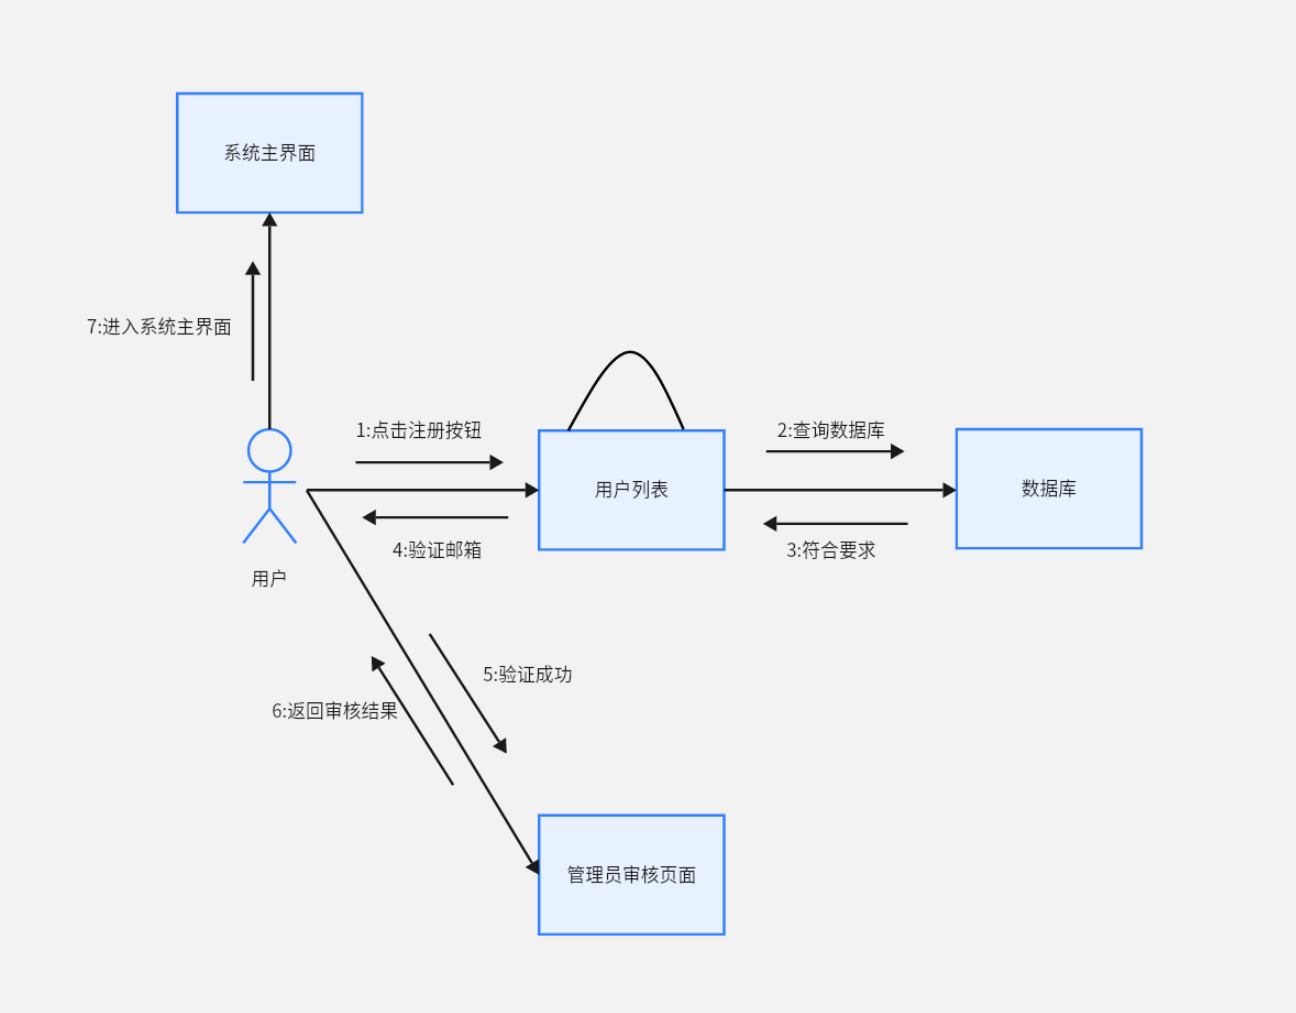 系统主界面
7:进入系统主界面
1:点击注册按钮
2:查询数据库
用户列表
数据库
4:验证邮箱
3:符合要求
用户
5:验证成功
6:返回审核结果
管理员审核页面